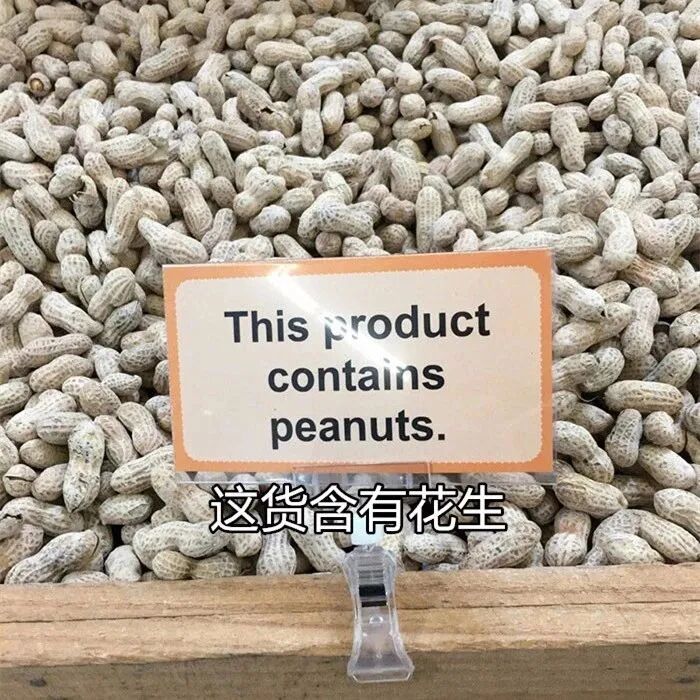 This product
contains
peanuts.
这货含有花生